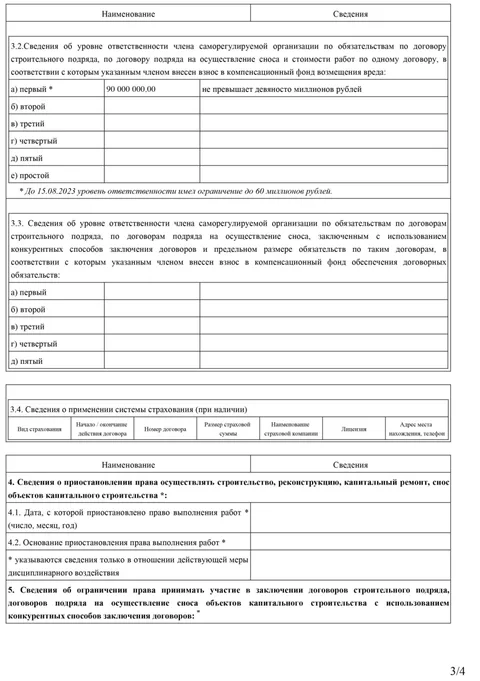 Наименование Сведения
3.2.Сведения об уровне ответственности члена саморегулируемой организации по обязательствам по договору
строительного подряда, по договору подряда на осуществление сноса и стоимости работ по одному договору, в
соответствии с которым указанным членом внесен взнос в компенсационный фонд возмещения вреда:
а) первый * 90 000 000.00 не превышает девяносто миллионов рублей
б) второй
в) третий
г) четвертый
д) пятый
е) простой
* До 15.08.2023 уровень ответственности имел ограничение до 60 миллионов рублей.
3.3. Сведения об уровне ответственности члена саморегулируемой организации по обязательствам по договорам
строительного подряда, по договорам подряда на осуществление сноса, заключенным с использованием
конкурентных способов заключения договоров и предельном размере обязательств по таким договорам, в
соответствии с которым указанным членом внесен взнос в компенсационный фонд обеспечения договорных
обязательств:
а) первый
б) второй
в) третий
г) четвертый
д) пятый
3.4. Сведения о применении системы страхования (при наличии)
Вид страхования Начало / окончание действия договора Номер договора Размер страховой суммы Наименование страховой компании Лицензия Адрес места нахождения, телефон
Наименование Сведения
4. Сведения о приостановлении права осуществлять строительство, реконструкцию, капитальный ремонт, снос
объектов капитального строительства *:
4.1. Дата, с которой приостановлено право выполнения работ *
(число, месяц, год)
4.2. Основание приостановления права выполнения работ *
* указываются сведения только в отношении действующей меры
дисциплинарного воздействия
5. Сведения об ограничении права принимать участие в заключении договоров строительного подряда,
договоров подряда на осуществление сноса объектов капитального строительства с использованием
конкурентных способов заключения договоров: *
3/4